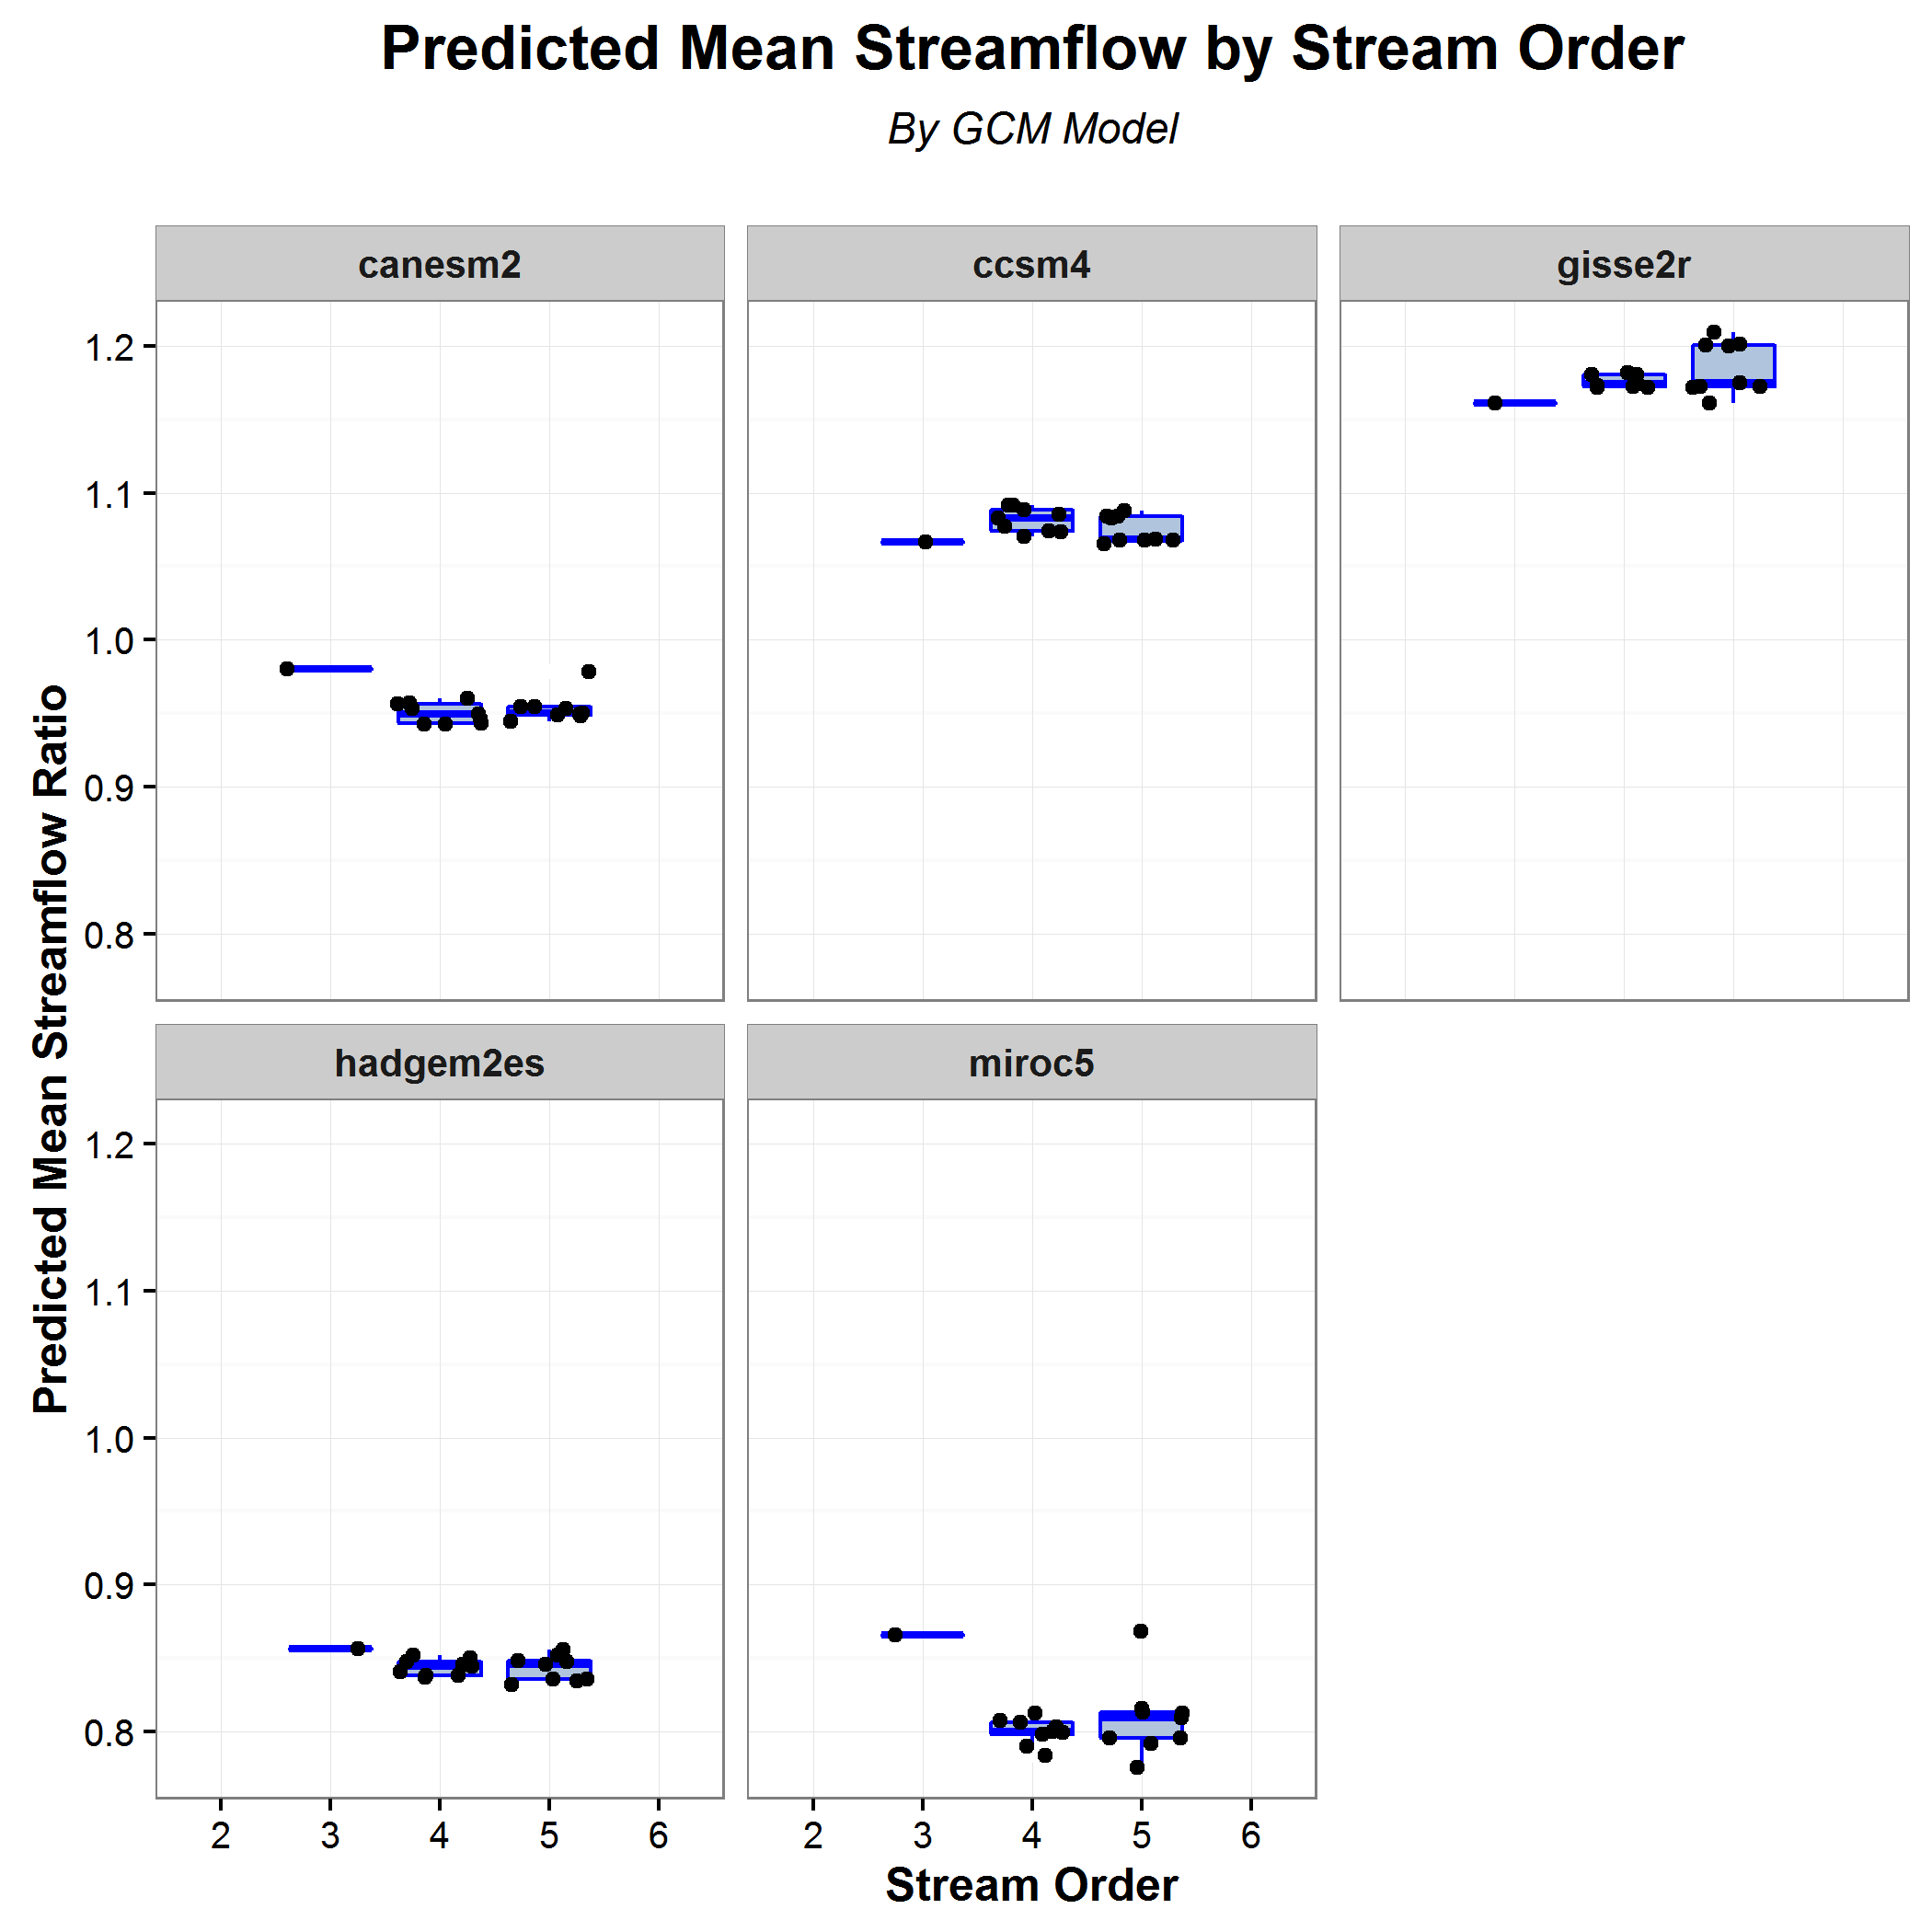 Predicted Mean Streamflow by Stream Order
By GCM Model
canesm2
ccsm4
gisse2r
1.2
1.1
1.0
0.9
0.8
Predicted Mean Streamflow Ratio
hadgem2es
miroc5
1.2
1.1
1.0
0.9
0.8
2 3 4 5 6
2 3 4 5 6
Stream Order